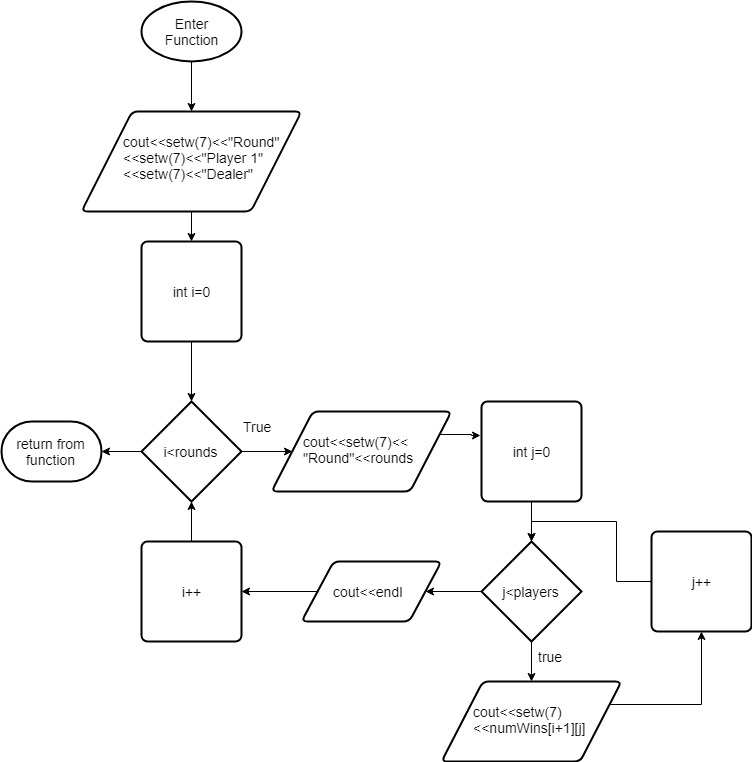 Enter
Function
cout<<setw(7)<<"Round"
<<setw(7)<<"Player 1"
<<setw(7)<<"Dealer"
int i=0
return from
function
i<rounds
True
cout<<setw(7)<<
"Round"<<rounds
int j=0
i++
cout<<endl
j<players
j++
true
cout<<setw(7)
<<numWins[i+1][j]